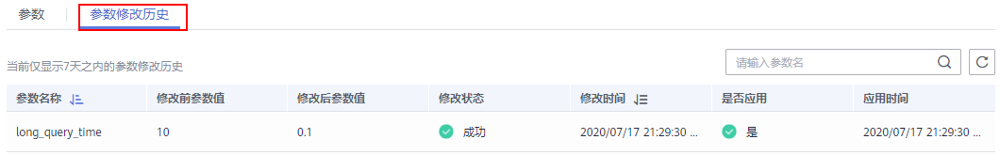 参数 参数修改历史
当前仅显示7天之内的参数修改历史 请输入参数名
参数名称 修改前参数值 修改后参数值 修改状态 修改时间 是否应用 应用时间
long_query_time 10 0.1 成功 2020/07/17 21:29:30 ... 是 2020/07/17 21:29:30 ...